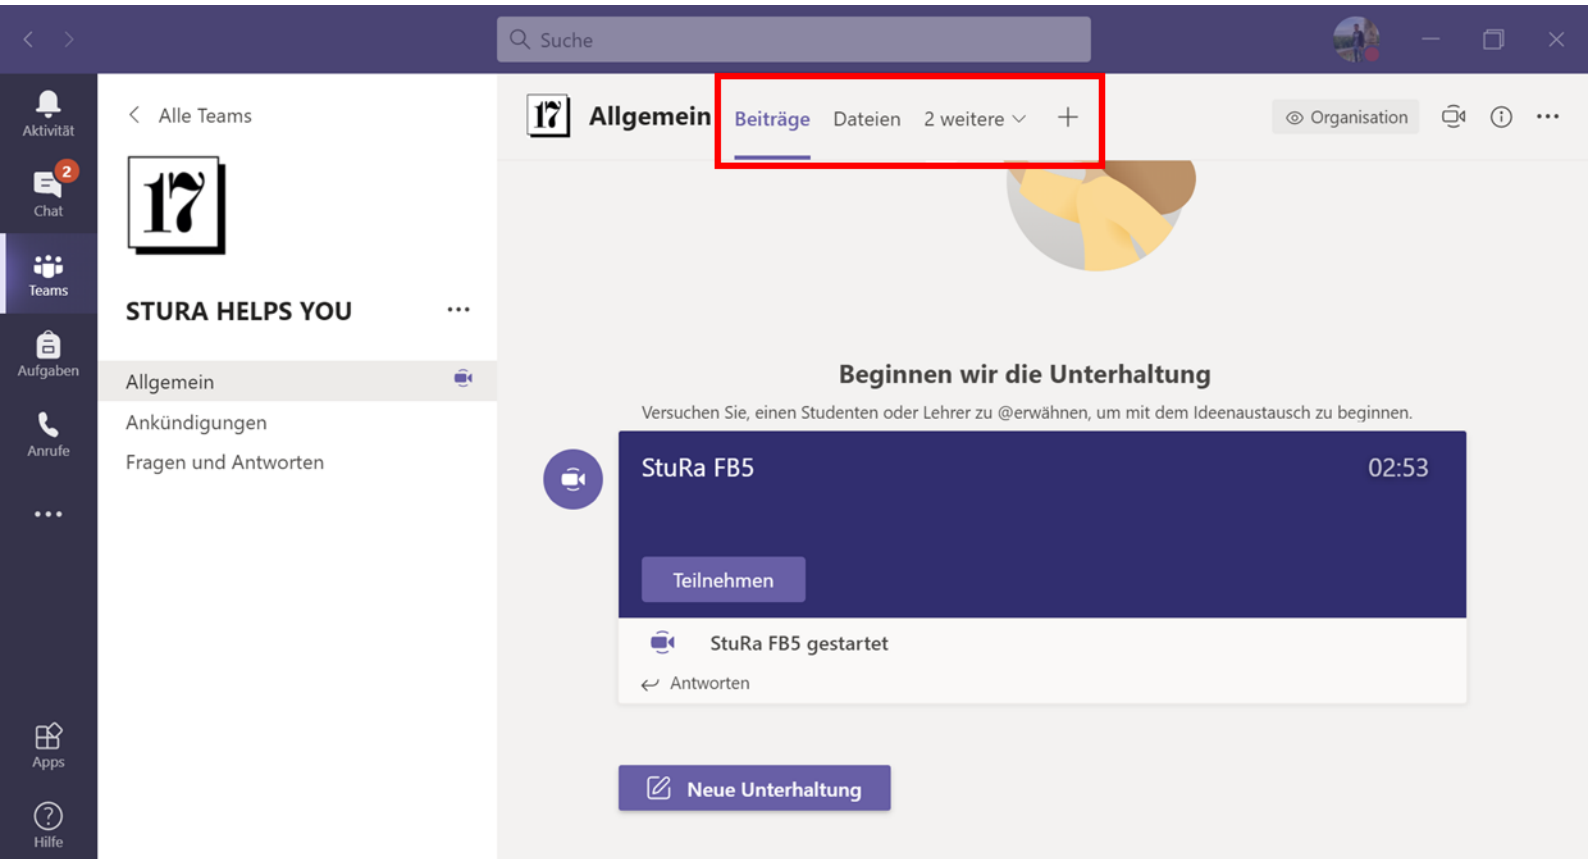 Suche
Aktivität
2
Chat
Teams
Aufgaben
Anrufe
Apps
Hilfe
Alle Teams
17
STURA HELPS YOU
Allgemein
Ankündigungen
Fragen und Antworten
17 Allgemein Beiträge Dateien 2 weitere Organisation
Beginnen wir die Unterhaltung
Versuchen Sie, einen Studenten oder Lehrer zu @erwähnen, um mit dem Ideenaustausch zu beginnen.
StuRa FB5 02:53
Teilnehmen
StuRa FB5 gestartet
Antworten
Neue Unterhaltung